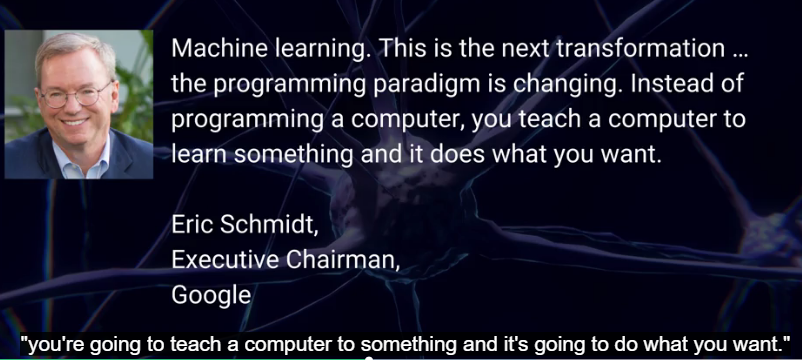 Machine learning. This is the next transformation ...
the programming paradigm is changing. Instead of
programming a computer, you teach a computer to
learn something and it does what you want.
Eric Schmidt,
Executive Chairman,
Google
"you're going to teach a computer to something and it's going to do what you want."